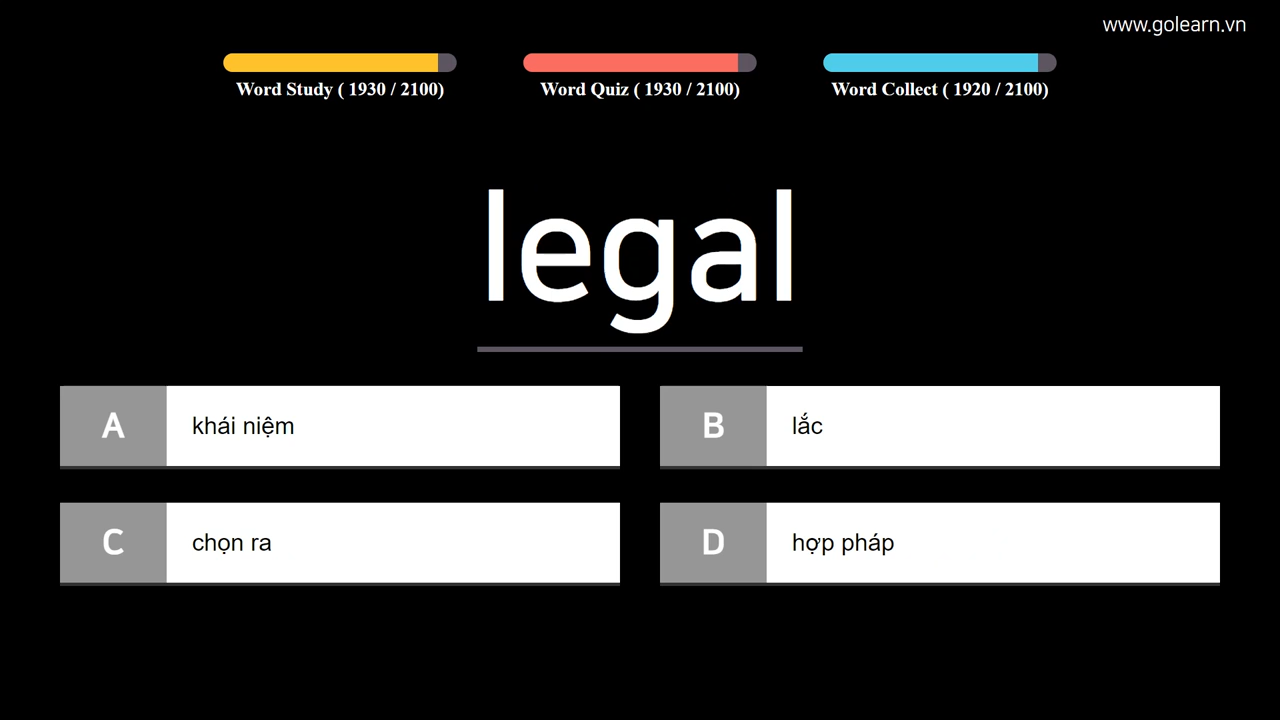 www.golearn.vn
Word Study ( 1930 / 2100)
Word Quiz ( 1930 / 2100)
Word Collect ( 1920 / 2100)
legal
A khái niệm
B lắc
C chọn ra
D hợp pháp